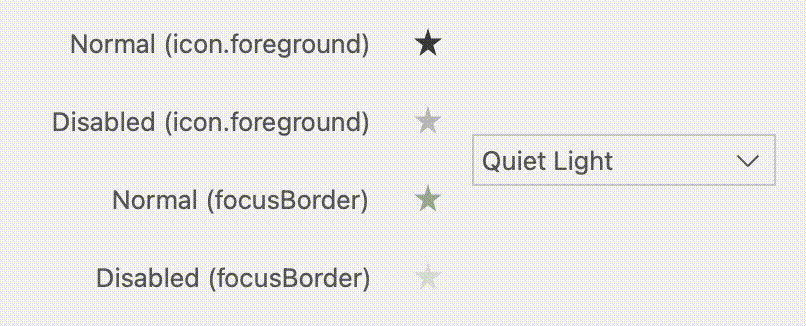 Normal (icon.foreground)
Disabled (icon.foreground)
Quiet Light
Normal (focusBorder)
Disabled (focusBorder)